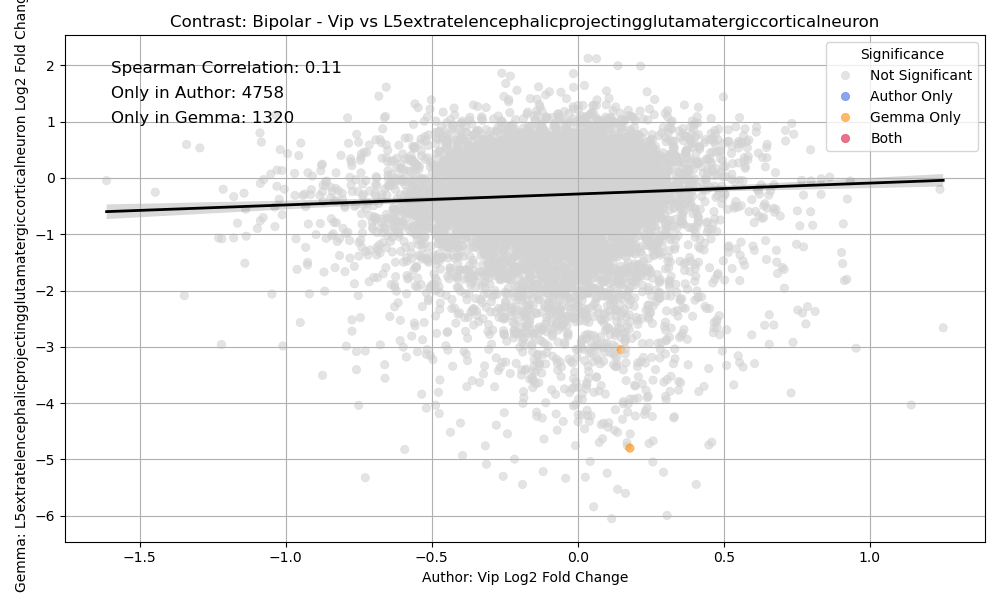 Contrast: Bipolar - Vip vs L5extratelencephalicprojectingglutamatergiccorticalneuron
Spearman Correlation: 0.11
Only in Author: 4758
Only in Gemma: 1320
Significance
Not Significant
Author Only
Gemma Only
Both
2
1
0
−1
−2
−3
−4
−5
−6
−1.5
−1.0
−0.5
0.0
0.5
1.0
Author: Vip Log2 Fold Change
Gemma: L5extratelencephalicprojectingglutamatergiccorticalneuron Log2 Fold Chang